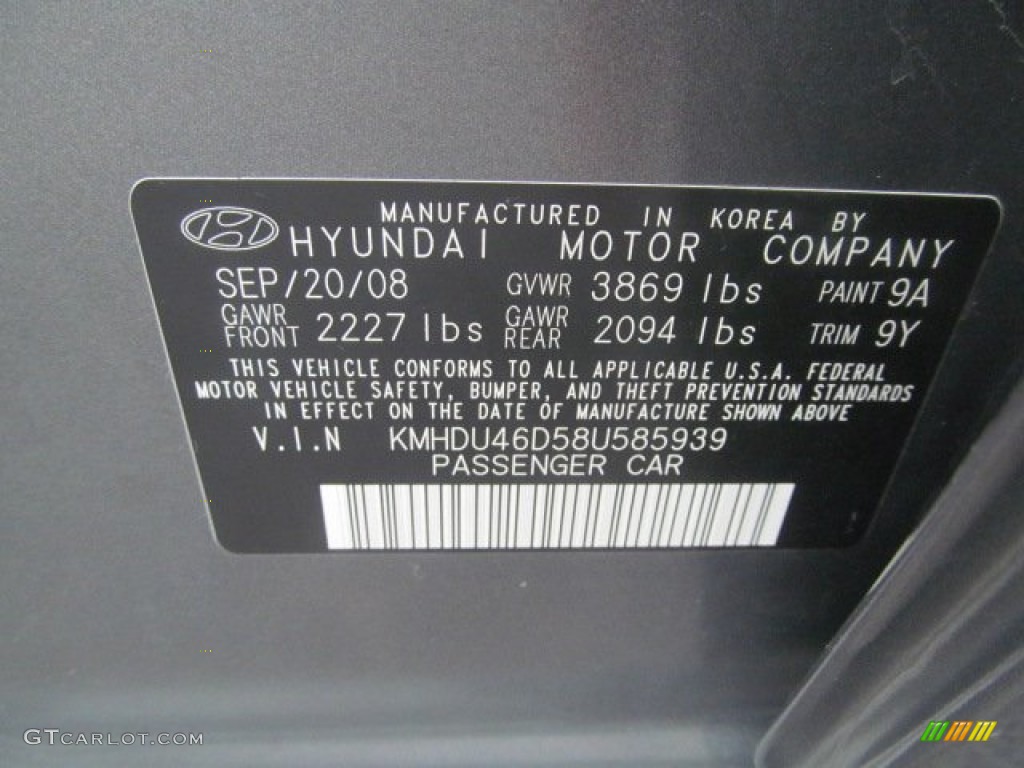 MANUFACTURED IN KOREA BY
HYUNDAI MOTOR COMPANY
SEP/20/08 GVWR 3869 lbs PAINT 9A
GAWR FRONT 2227 lbs GAWR REAR 2094 lbs TRIM 9Y
THIS VEHICLE CONFORMS TO ALL APPLICABLE U.S.A. FEDERAL
MOTOR VEHICLE SAFETY, BUMPER, AND THEFT PREVENTION STANDARDS
IN EFFECT ON THE DATE OF MANUFACTURE SHOWN ABOVE
V.I.N KMHDU46D58U585939
PASSENGER CAR
GTCARLOT.COM